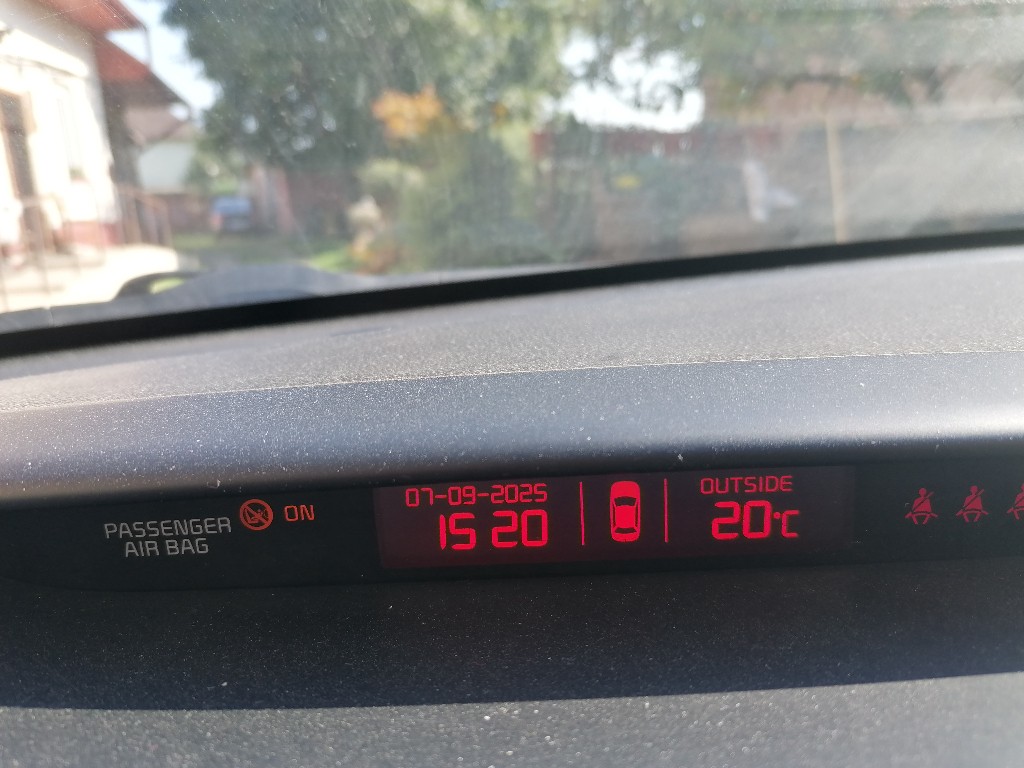 PASSENGER
AIR BAG
ON
07-09-2025
15 20
OUTSIDE
20°C